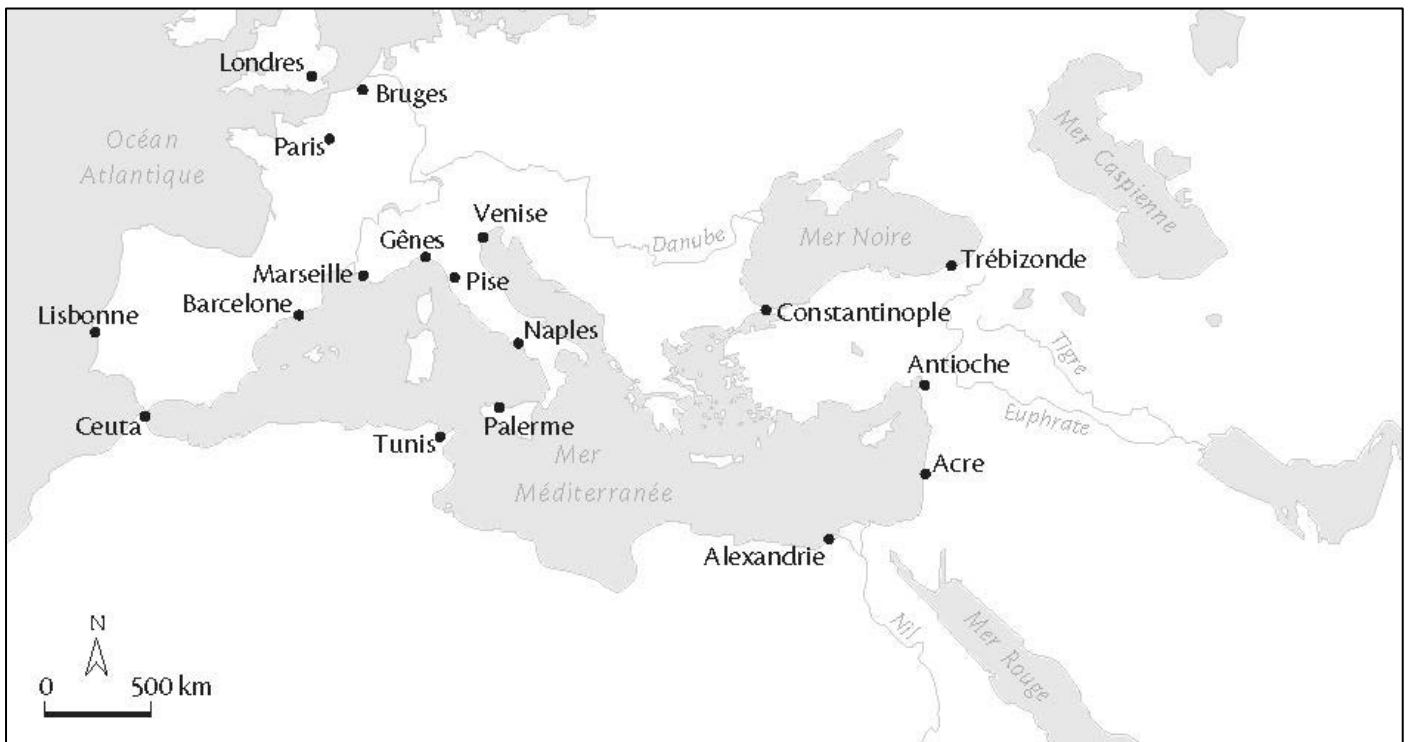 Londres
Bruges
Paris
Océan
Atlantique
Mer Caspienne
Venise
Gênes
Danube
Mer Noire
Trébizonde
Marseille
Pise
Barcelone
Lisbonne
Constantinople
Naples
Tigre
Antioche
Euphrate
Ceuta
Palerme
Tunis
Mer
Méditerranée
Acre
Alexandrie
Nil
Mer Rouge
N
0 500 km